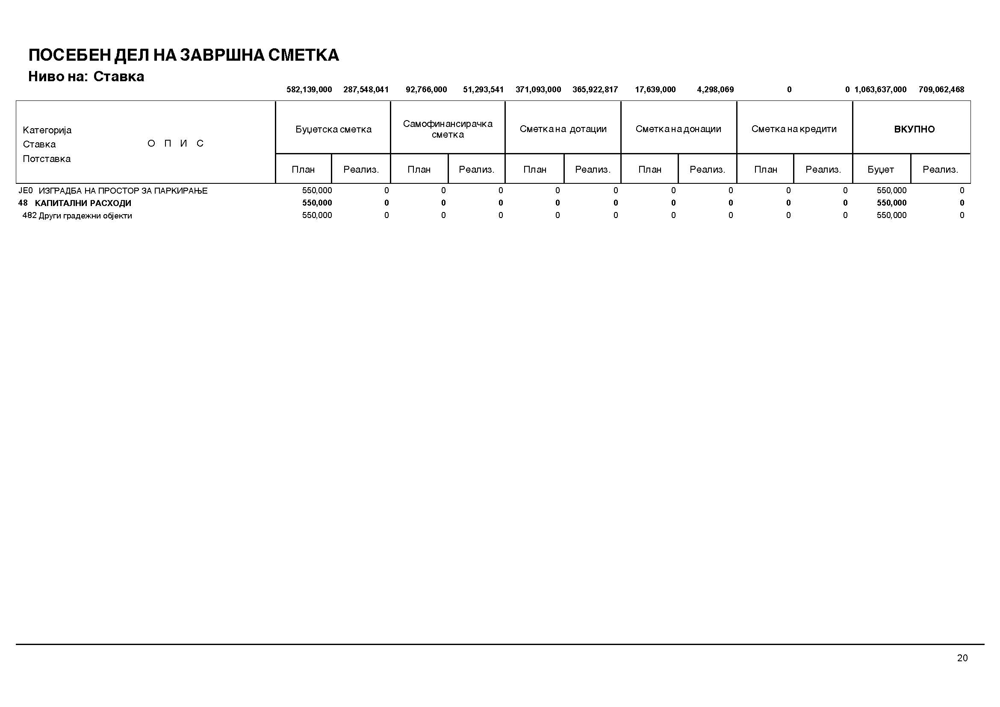 ПОСЕБЕН ДЕЛ НА ЗАВРШНА СМЕТКА
Ниво на: Ставка
582,139,000 287,548,041 92,766,000 51,293,541 371,093,000 365,922,817 17,639,000 4,298,069 0 0 1,063,637,000 709,062,468
Категорија
Ставка
Потставка
О П И С
Буџетска сметка
Самофинансирачка
сметка
Сметка на дотации
Сметка на донации
Сметка на кредити
ВКУПНО
План Реализ. План Реализ. План Реализ. План Реализ. План Реализ. Буџет Реализ.
JE0 ИЗГРАДБА НА ПРОСТОР ЗА ПАРКИРАЊЕ 550,000 0 0 0 0 0 0 0 0 0 550,000 0
48 КАПИТАЛНИ РАСХОДИ 550,000 0 0 0 0 0 0 0 0 0 550,000 0
482 Други градежни објекти 550,000 0 0 0 0 0 0 0 0 0 550,000 0
20